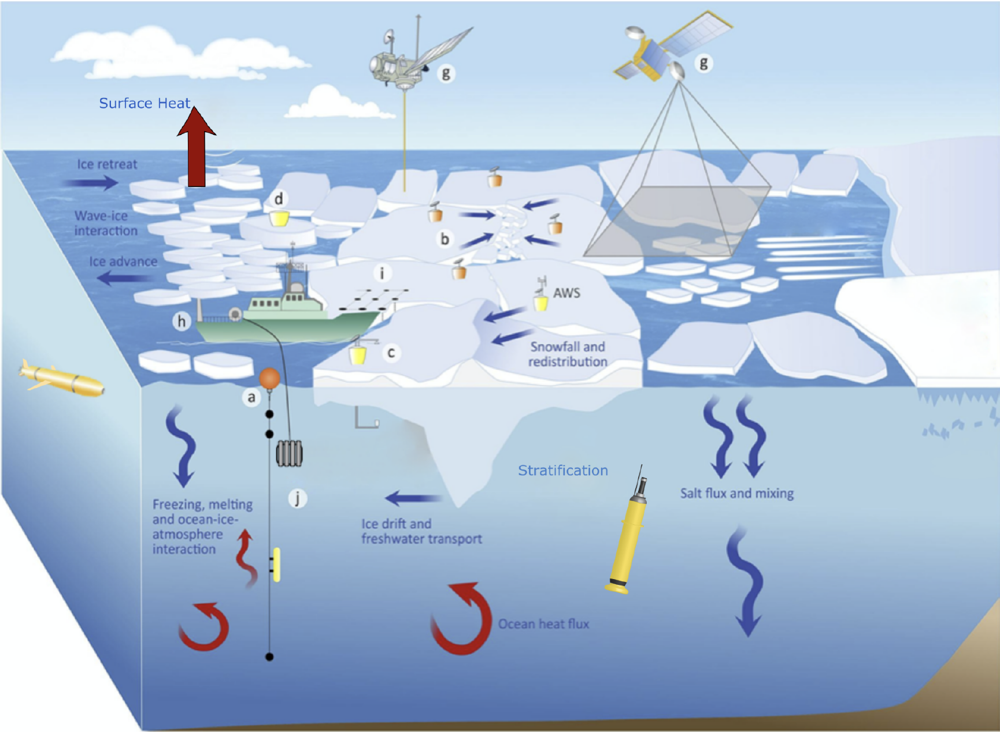 g
g
Surface Heat
Ice retreat
d
Wave-ice
interaction
b
Ice advance
i
AWS
h
c
Snowfall and
redistribution
a
Stratification
Salt flux and mixing
j
Freezing, melting
and ocean-ice-
atmosphere
interaction
Ice drift and
freshwater transport
Ocean heat flux